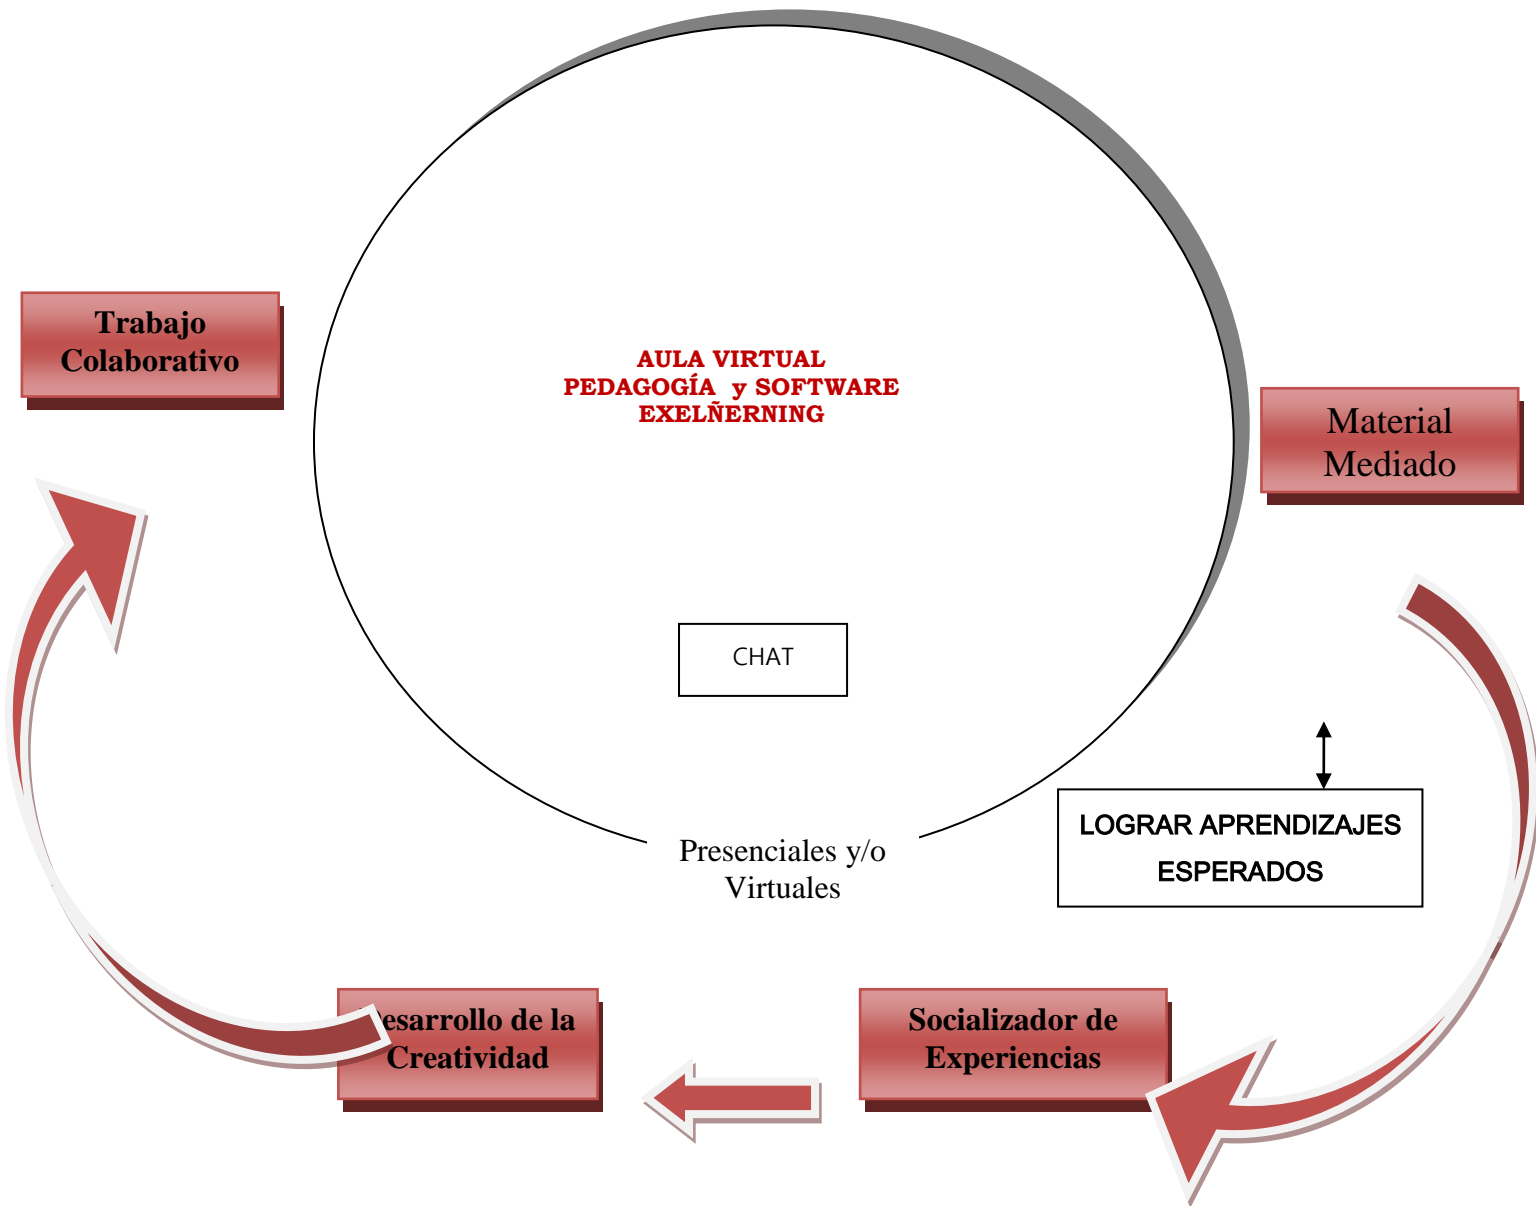 Trabajo
Colaborativo
AULA VIRTUAL
PEDAGOGÍA y SOFTWARE
EXELÑERNING
Material
Mediado
CHAT
LOGRAR APRENDIZAJES
ESPERADOS
Presenciales y/o
Virtuales
Desarrollo de la
Creatividad
Socializador de
Experiencias